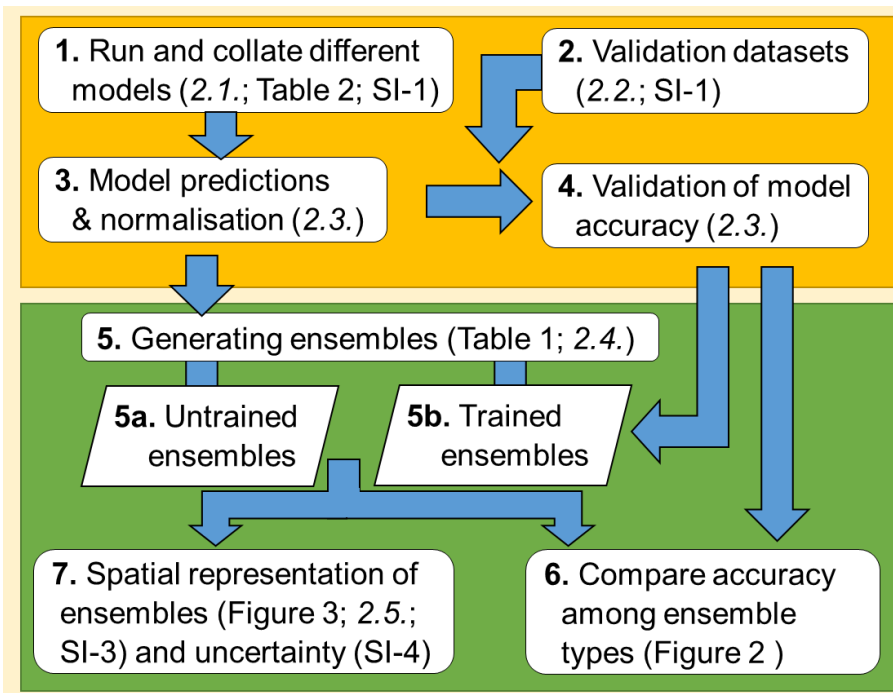 1. Run and collate different
models (2.1.; Table 2; SI-1)
2. Validation datasets
(2.2.; SI-1)
3. Model predictions
& normalisation (2.3.)
4. Validation of model
accuracy (2.3.)
5. Generating ensembles (Table 1; 2.4.)
5a. Untrained
ensembles
5b. Trained
ensembles
7. Spatial representation of
ensembles (Figure 3; 2.5.;
SI-3) and uncertainty (SI-4)
6. Compare accuracy
among ensemble
types (Figure 2 )